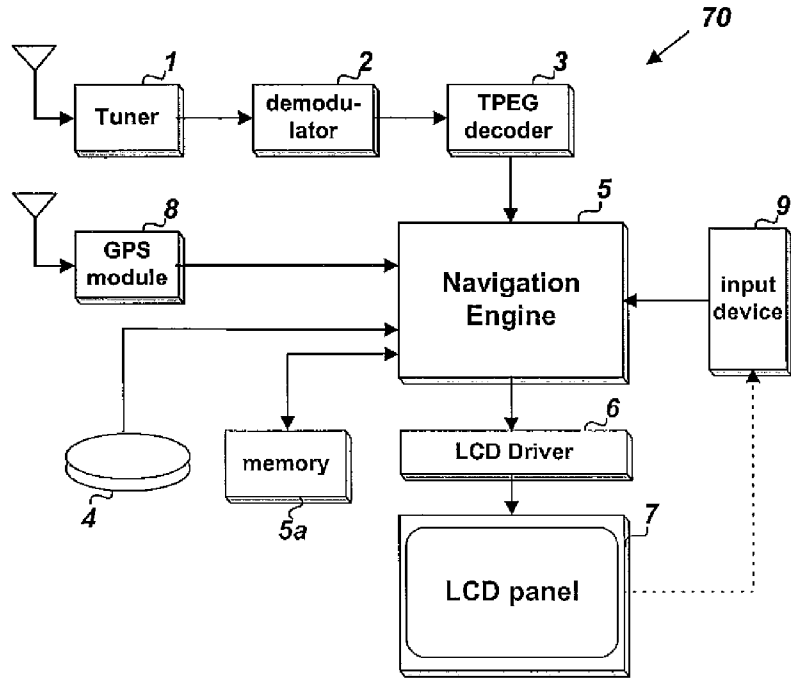 70
1
Tuner
2
demodu-
lator
3
TPEG
decoder
8
GPS
module
5
Navigation
Engine
9
input
device
4
memory
5a
6
LCD Driver
7
LCD panel